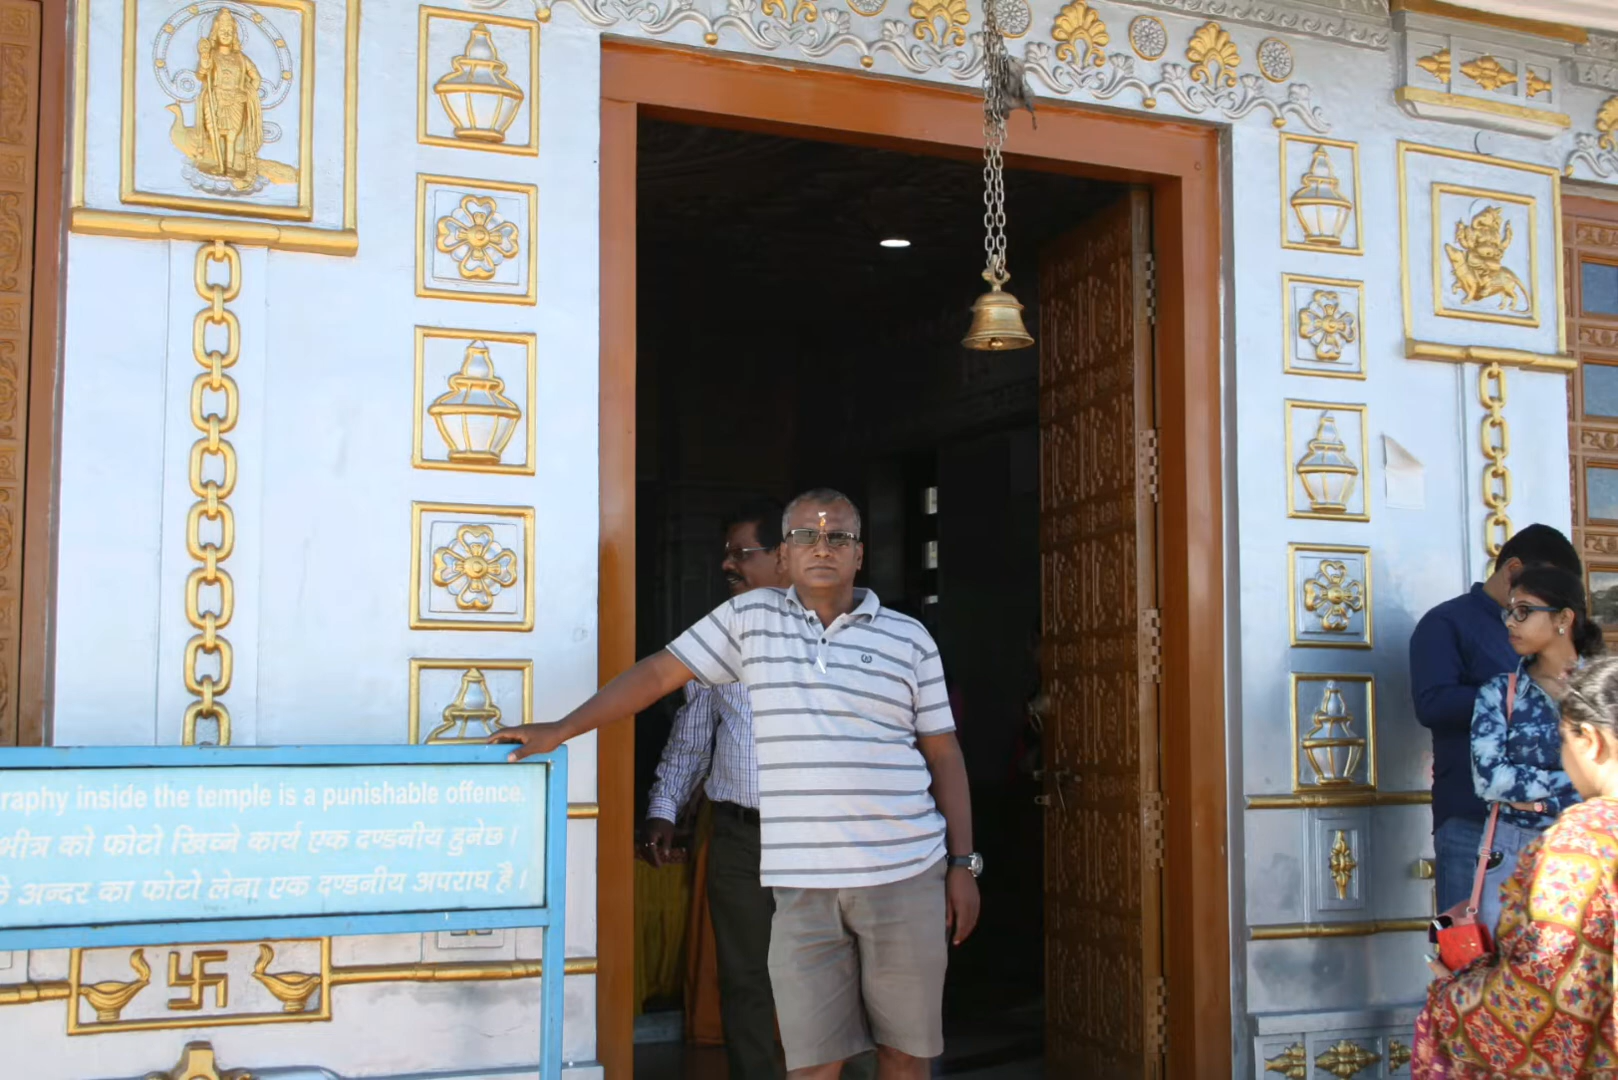 raphy inside the temple is a punishable offence.
भीत्र को फोटो खिच्ने कार्य एक दण्डनीय हुनेछ।
के अन्दर का फोटो लेना एक दण्डनीय अपराध है।